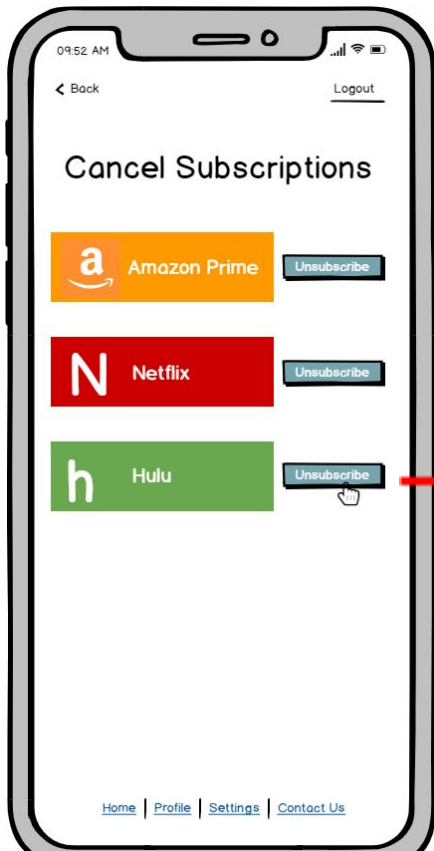 09:52 AM
Back
Logout
Cancel Subscriptions
a
Amazon Prime
Unsubscribe
N
Netflix
Unsubscribe
h
Hulu
Unsubscribe
Home | Profile | Settings | Contact Us